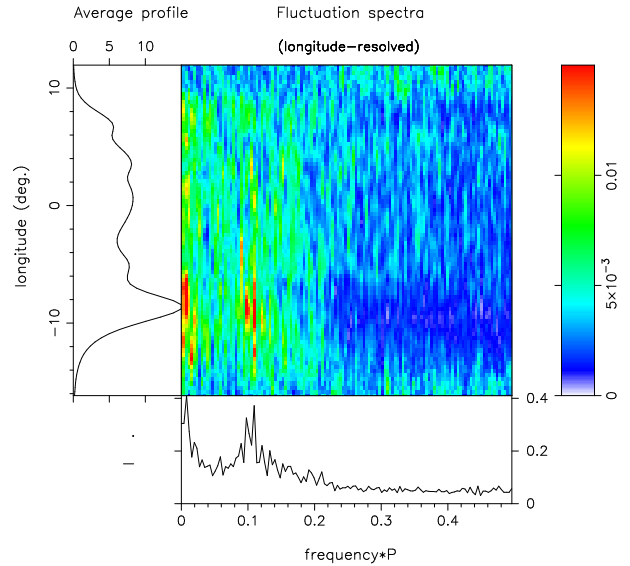 Average profile
Fluctuation spectra
0 5 10
(longitude-resolved)
10
0
-10
longitude (deg.)
0.01
5×10⁻³
0
0.4
0.2
0
0 0.1 0.2 0.3 0.4
frequency*P